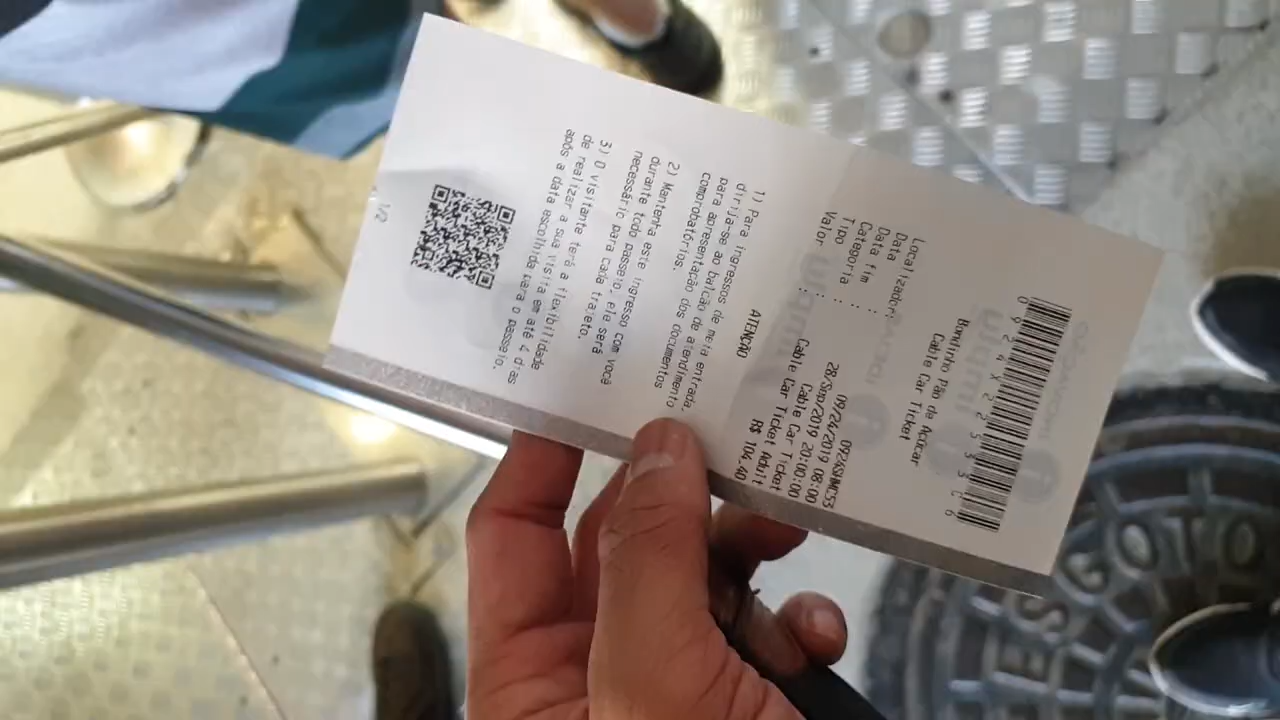 Bondinho Pão de Açúcar
Cable Car Ticket
Localizador:
Data : 09/24/2019 08:00
Data fim : 28/Sep/2019 20:00:00
Categoria : Cable Car Ticket
Tipo : Cable Car Ticket Adult
Valor : R$ 104,40
ATENÇÃO
1) Para ingressos de meia entrada,
dirija-se ao balcão de atendimento
para apresentação dos documentos
comprobatórios.
2) Mantenha este ingresso com você
durante todo passeio, ele será
necessário para cada trajeto.
3) O visitante terá a flexibilidade
de realizar a sua visita em até 4 dias
após a data escolhida para o passeio.
1/2
ESGOTO